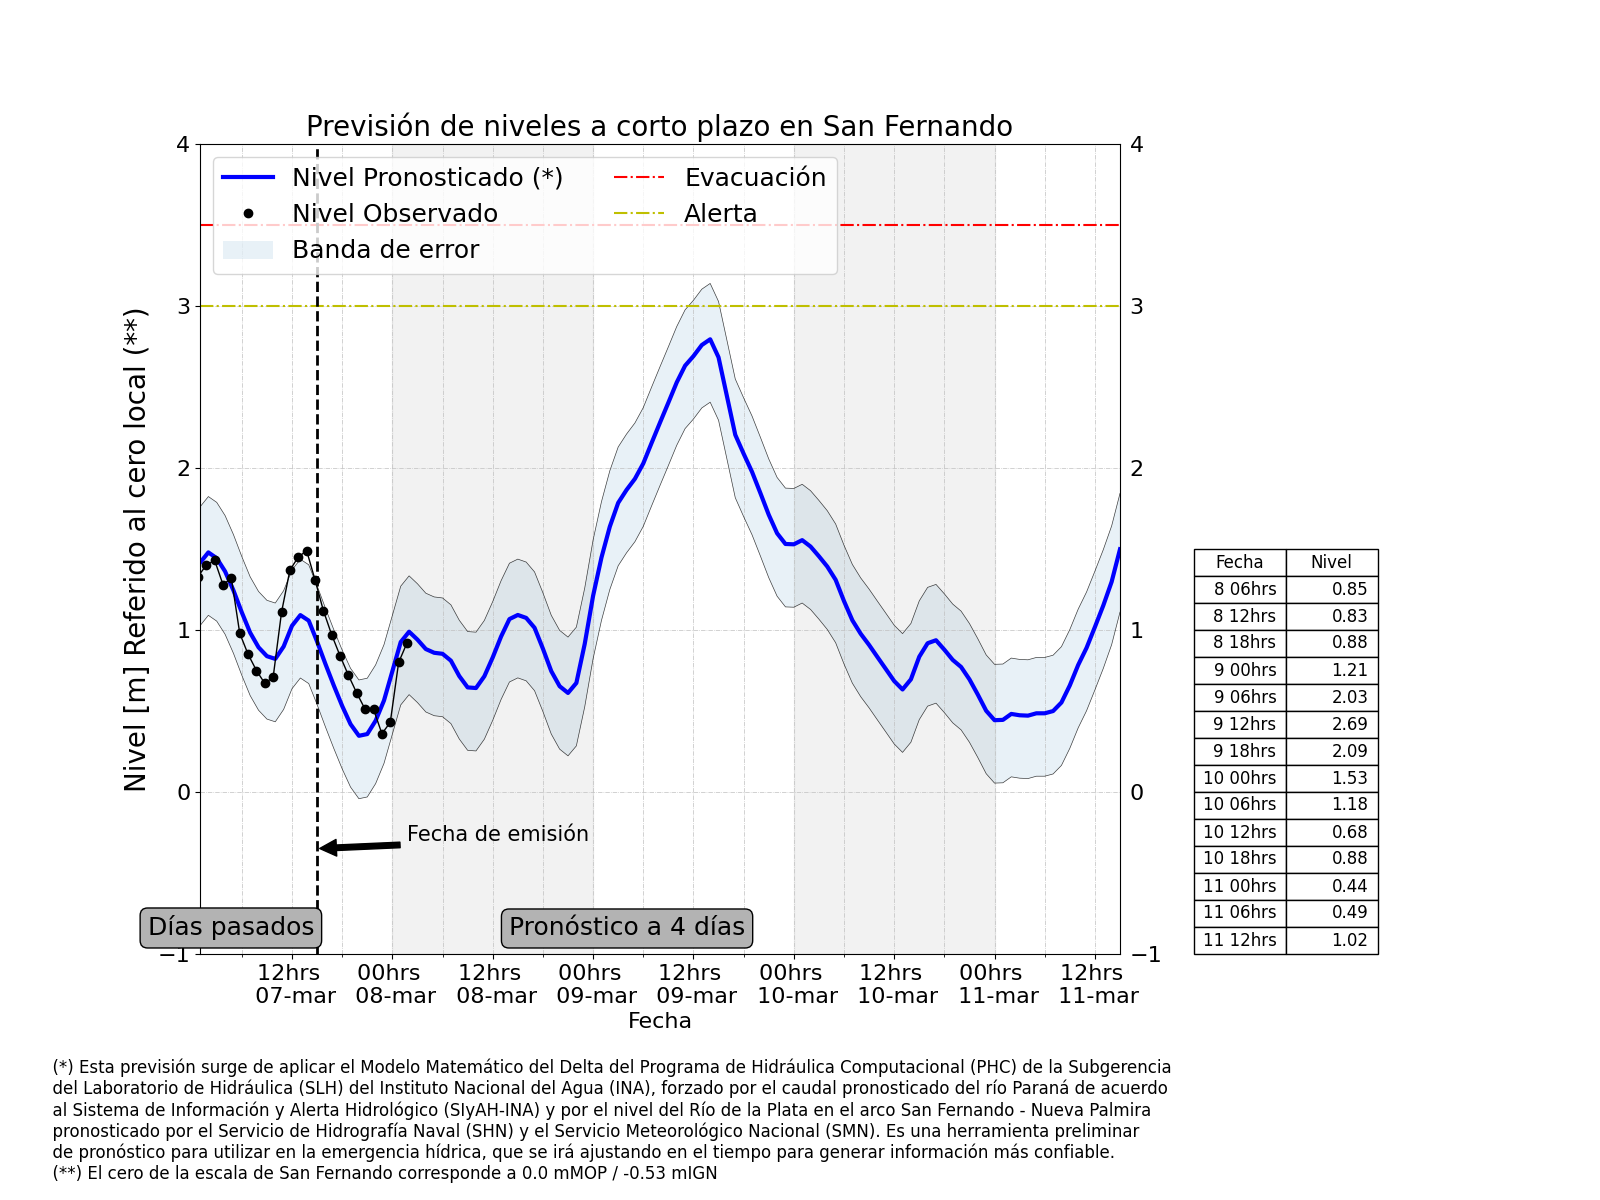 Previsión de niveles a corto plazo en San Fernando
Nivel Pronosticado (*)
Nivel Observado
Banda de error
Evacuación
Alerta
Nivel [m] Referido al cero local (**)
4
3
2
1
0
−1
4
3
2
1
0
−1
Fecha de emisión
Días pasados
Pronóstico a 4 días
12hrs
07-mar
00hrs
08-mar
12hrs
08-mar
00hrs
09-mar
12hrs
09-mar
00hrs
10-mar
12hrs
10-mar
00hrs
11-mar
12hrs
11-mar
Fecha
Fecha Nivel
8 06hrs 0.85
8 12hrs 0.83
8 18hrs 0.88
9 00hrs 1.21
9 06hrs 2.03
9 12hrs 2.69
9 18hrs 2.09
10 00hrs 1.53
10 06hrs 1.18
10 12hrs 0.68
10 18hrs 0.88
11 00hrs 0.44
11 06hrs 0.49
11 12hrs 1.02
(*) Esta previsión surge de aplicar el Modelo Matemático del Delta del Programa de Hidráulica Computacional (PHC) de la Subgerencia
del Laboratorio de Hidráulica (SLH) del Instituto Nacional del Agua (INA), forzado por el caudal pronosticado del río Paraná de acuerdo
al Sistema de Información y Alerta Hidrológico (SIyAH-INA) y por el nivel del Río de la Plata en el arco San Fernando - Nueva Palmira
pronosticado por el Servicio de Hidrografía Naval (SHN) y el Servicio Meteorológico Nacional (SMN). Es una herramienta preliminar
de pronóstico para utilizar en la emergencia hídrica, que se irá ajustando en el tiempo para generar información más confiable.
(**) El cero de la escala de San Fernando corresponde a 0.0 mMOP / -0.53 mIGN